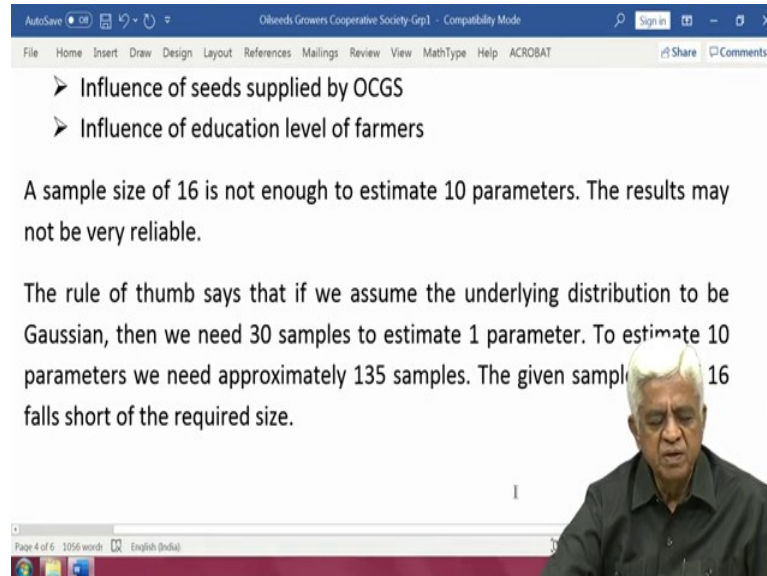 AutoSave Off Oilseeds Growers Cooperative Society-Grp1 - Compatibility Mode Sign in
File Home Insert Draw Design Layout References Mailings Review View MathType Help ACROBAT Share Comments
➤ Influence of seeds supplied by OCGS
➤ Influence of education level of farmers
A sample size of 16 is not enough to estimate 10 parameters. The results may
not be very reliable.
The rule of thumb says that if we assume the underlying distribution to be
Gaussian, then we need 30 samples to estimate 1 parameter. To estimate 10
parameters we need approximately 135 samples. The given sampl 16
falls short of the required size.
Page 4 of 6 1056 words English (India)